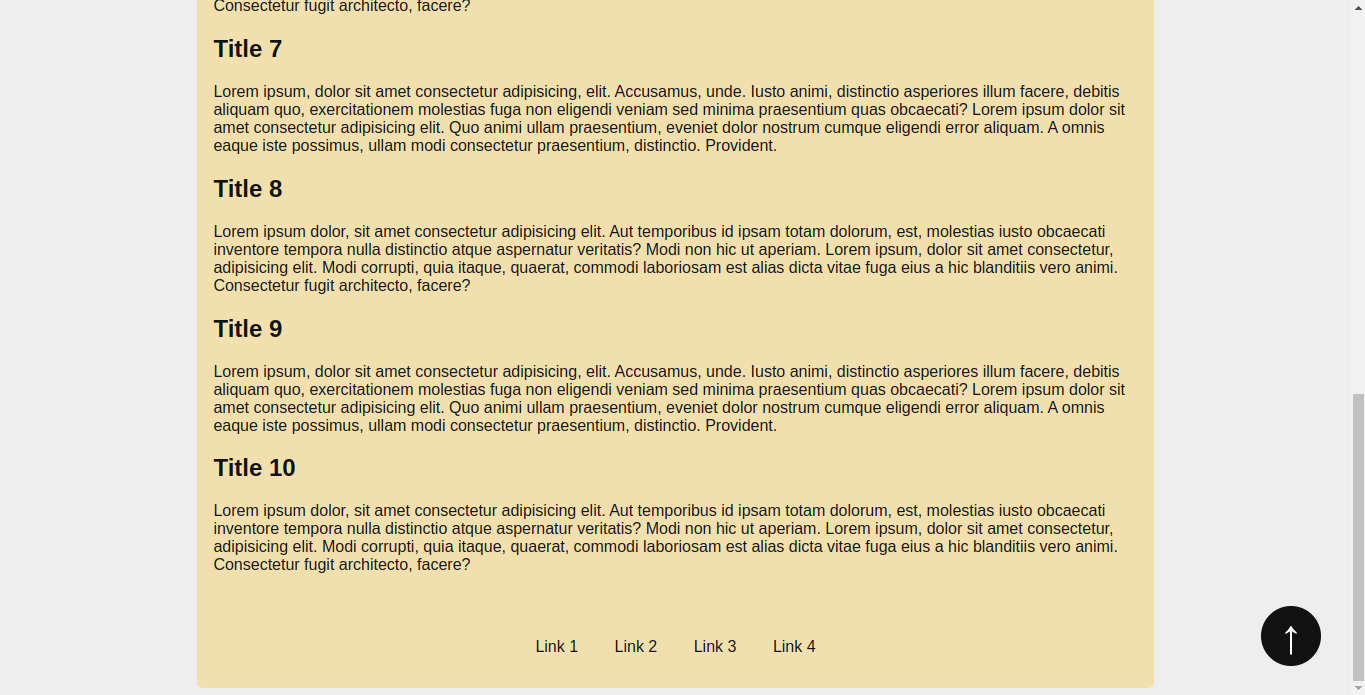 Consectetur fugit architecto, facere?
Title 7
Lorem ipsum, dolor sit amet consectetur adipisicing, elit. Accusamus, unde. Iusto animi, distinctio asperiores illum facere, debitis
aliquam quo, exercitationem molestias fuga non eligendi veniam sed minima praesentium quas obcaecati? Lorem ipsum dolor sit
amet consectetur adipisicing elit. Quo animi ullam praesentium, eveniet dolor nostrum cumque eligendi error aliquam. A omnis
eaque iste possimus, ullam modi consectetur praesentium, distinctio. Provident.
Title 8
Lorem ipsum dolor, sit amet consectetur adipisicing elit. Aut temporibus id ipsam totam dolorum, est, molestias iusto obcaecati
inventore tempora nulla distinctio atque aspernatur veritatis? Modi non hic ut aperiam. Lorem ipsum, dolor sit amet consectetur,
adipisicing elit. Modi corrupti, quia itaque, quaerat, commodi laboriosam est alias dicta vitae fuga eius a hic blanditiis vero animi.
Consectetur fugit architecto, facere?
Title 9
Lorem ipsum, dolor sit amet consectetur adipisicing, elit. Accusamus, unde. Iusto animi, distinctio asperiores illum facere, debitis
aliquam quo, exercitationem molestias fuga non eligendi veniam sed minima praesentium quas obcaecati? Lorem ipsum dolor sit
amet consectetur adipisicing elit. Quo animi ullam praesentium, eveniet dolor nostrum cumque eligendi error aliquam. A omnis
eaque iste possimus, ullam modi consectetur praesentium, distinctio. Provident.
Title 10
Lorem ipsum dolor, sit amet consectetur adipisicing elit. Aut temporibus id ipsam totam dolorum, est, molestias iusto obcaecati
inventore tempora nulla distinctio atque aspernatur veritatis? Modi non hic ut aperiam. Lorem ipsum, dolor sit amet consectetur,
adipisicing elit. Modi corrupti, quia itaque, quaerat, commodi laboriosam est alias dicta vitae fuga eius a hic blanditiis vero animi.
Consectetur fugit architecto, facere?
Link 1 Link 2 Link 3 Link 4
↑